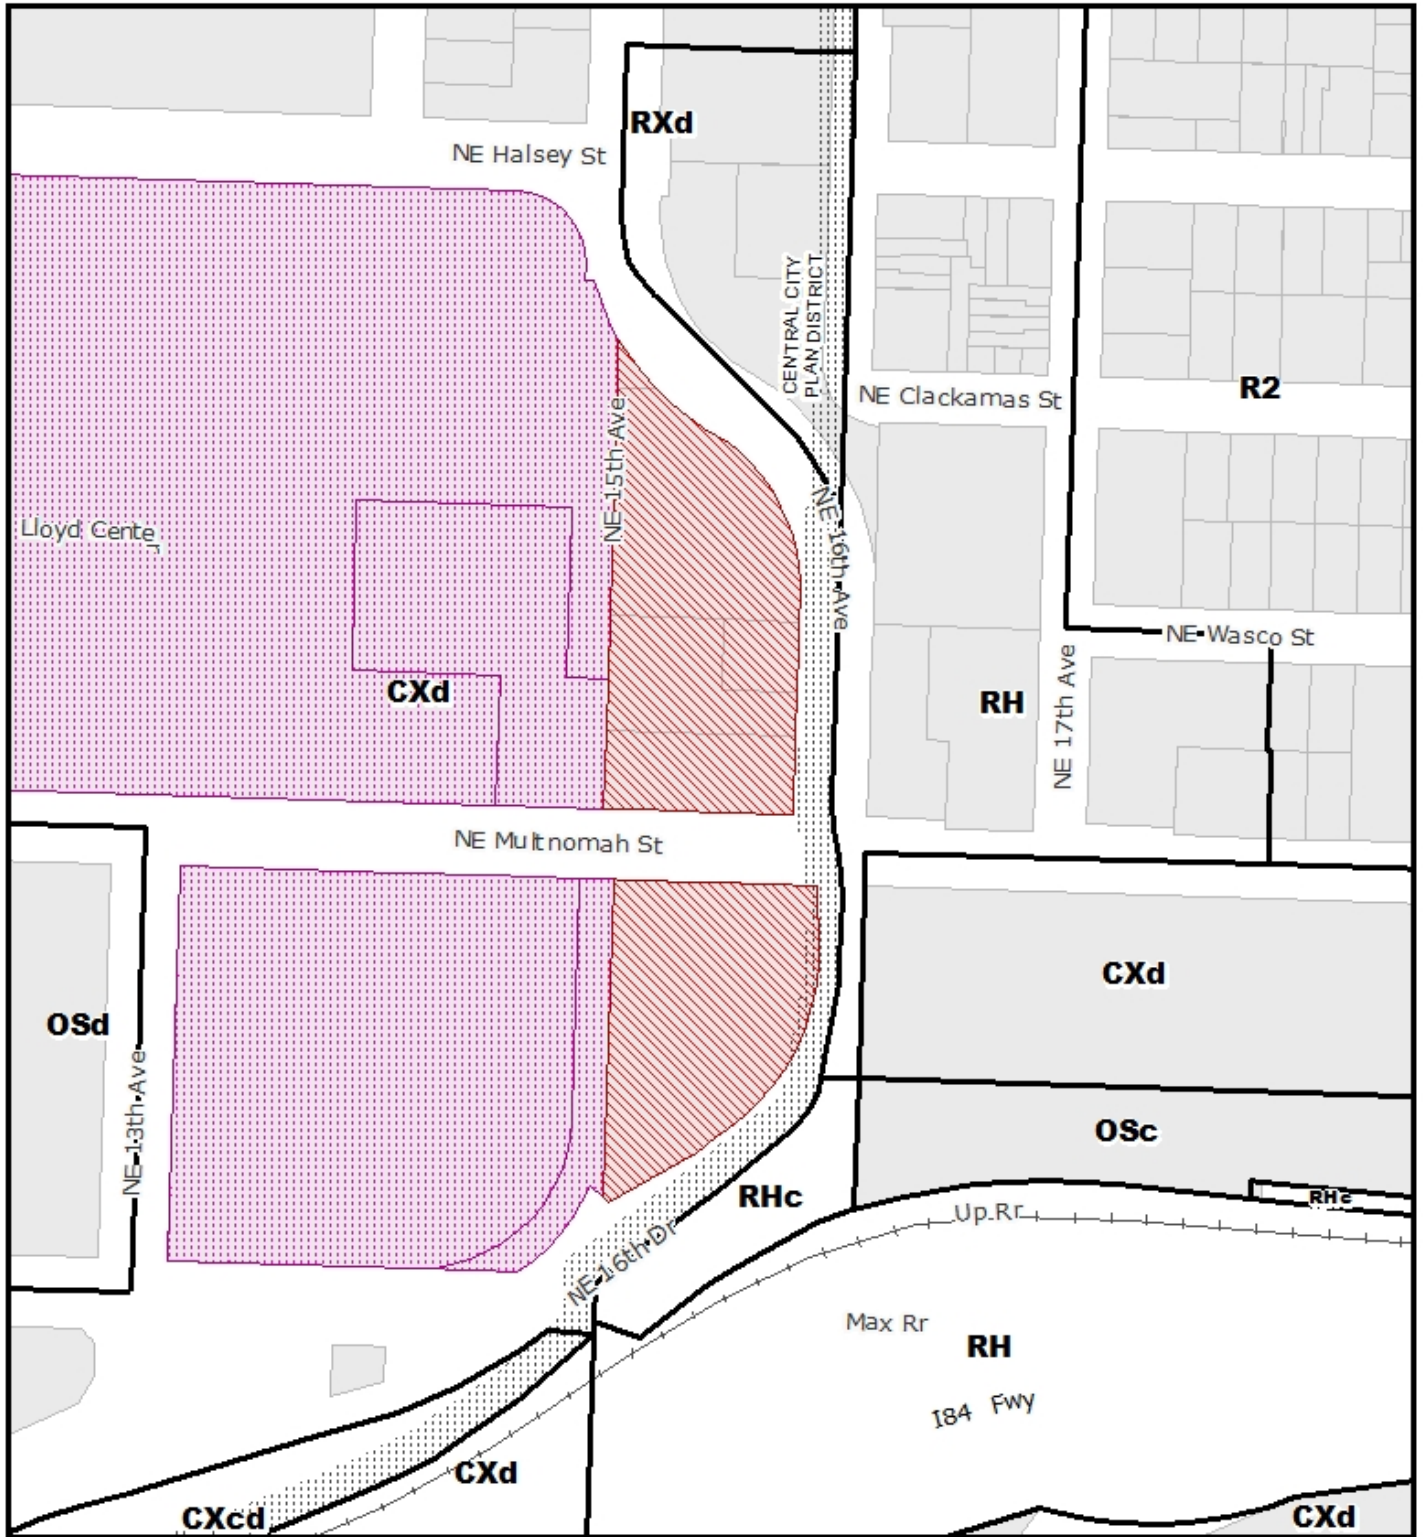 RXd
NE Halsey St
CENTRAL CITY
PLAN DISTRICT
NE Clackamas St
R2
NE 15th Ave
NE 16th Ave
Lloyd Center
NE Wasco St
CXd
RH
NE 17th Ave
NE Multnomah St
CXd
OSd
NE 13th Ave
OSc
RHc
RHc
Up Rr
NE 16th Dr
Max Rr
RH
I84 Fwy
CXd
CXcd
CXd